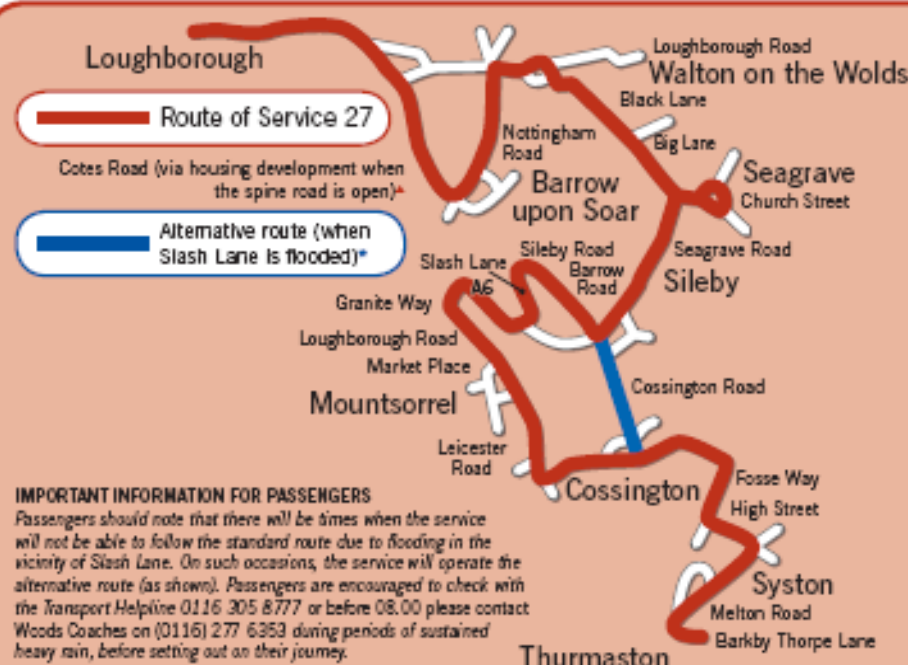 Loughborough
Loughborough Road
Walton on the Wolds
Route of Service 27
Black Lane
Nottingham
Road
Big Lane
Cotes Road (via housing development when
the spine road is open)▲
Seagrave
Church Street
Barrow
upon Soar
Alternative route (when
Slash Lane is flooded)*
Seagrave Road
Sileby Road
Slash Lane
Barrow
Road
Sileby
A6
Granite Way
Loughborough Road
Market Place
Cossington Road
Mountsorrel
Leicester
Road
Cossington
Fosse Way
High Street
IMPORTANT INFORMATION FOR PASSENGERS
Passengers should note that there will be times when the service
will not be able to follow the standard route due to flooding in the
vicinity of Slash Lane. On such occasions, the service will operate the
alternative route (as shown). Passengers are encouraged to check with
the Transport Helpline 0116 305 8777 or before 08.00 please contact
Woods Coaches on (0116) 277 6353 during periods of sustained
heavy rain, before setting out on their journey.
Syston
Melton Road
Barkby Thorpe Lane
Thurmaston